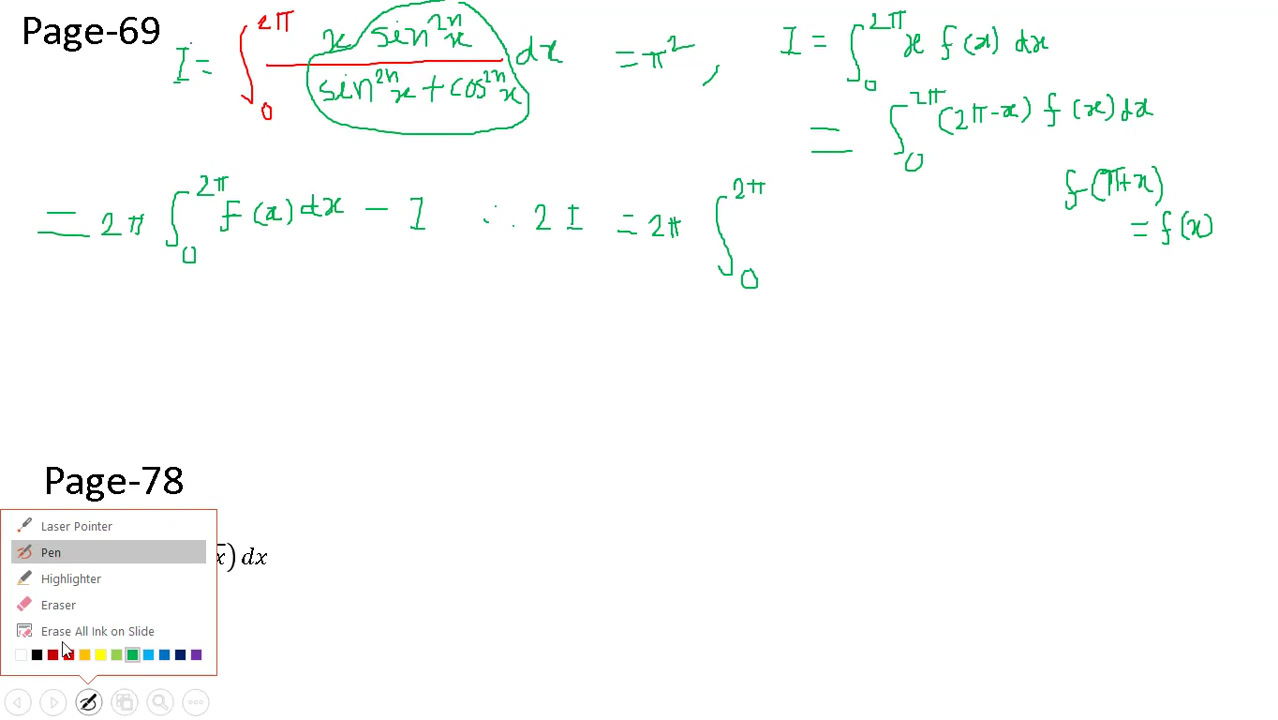 Page-69
I = ∫₀^{2π} x sin^{2n}x / (sin^{2n}x + cos^{2n}x) dx = π² , I = ∫₀^{2π} x f(x) dx
= ∫₀^{2π} (2π-x) f(x) dx
= 2π ∫₀^{2π} f(x) dx - I ∴ 2I = 2π ∫₀^{2π}
f(π+x)
= f(x)
Page-78
Laser Pointer
Pen
x) dx
Highlighter
Eraser
Erase All Ink on Slide